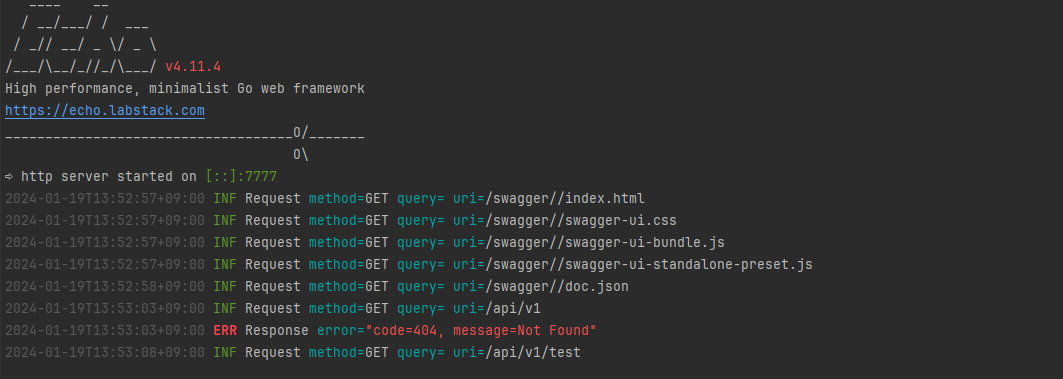 ____    __
  / __/___/ /  ___
 / _// __/ _ \/ _ \
/___/\__/_//_/\___/ v4.11.4
High performance, minimalist Go web framework
https://echo.labstack.com
____________________________________O/_______
                                    O\
⇨ http server started on [::]:7777
2024-01-19T13:52:57+09:00 INF Request method=GET query= uri=/swagger//index.html
2024-01-19T13:52:57+09:00 INF Request method=GET query= uri=/swagger//swagger-ui.css
2024-01-19T13:52:57+09:00 INF Request method=GET query= uri=/swagger//swagger-ui-bundle.js
2024-01-19T13:52:57+09:00 INF Request method=GET query= uri=/swagger//swagger-ui-standalone-preset.js
2024-01-19T13:52:58+09:00 INF Request method=GET query= uri=/swagger//doc.json
2024-01-19T13:53:03+09:00 INF Request method=GET query= uri=/api/v1
2024-01-19T13:53:03+09:00 ERR Response error="code=404, message=Not Found"
2024-01-19T13:53:08+09:00 INF Request method=GET query= uri=/api/v1/test